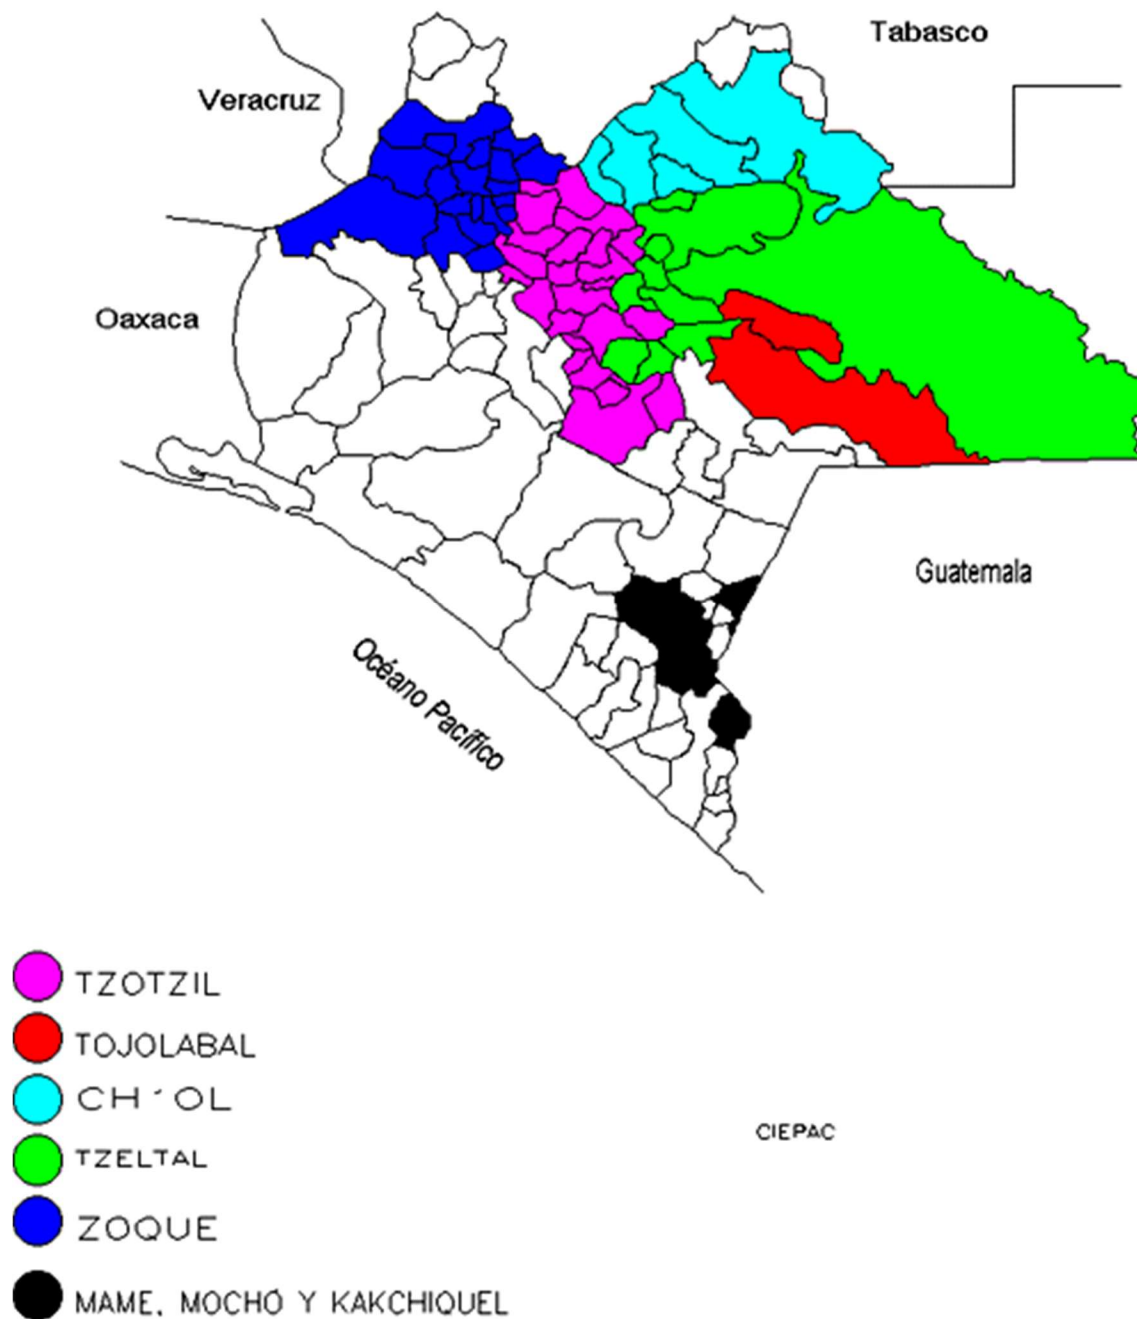 Tabasco
Veracruz
Oaxaca
Guatemala
Océano Pacífico
TZOTZIL
TOJOLABAL
CH´OL
CIEPAC
TZELTAL
ZOQUE
MAME, MOCHÓ Y KAKCHIQUEL